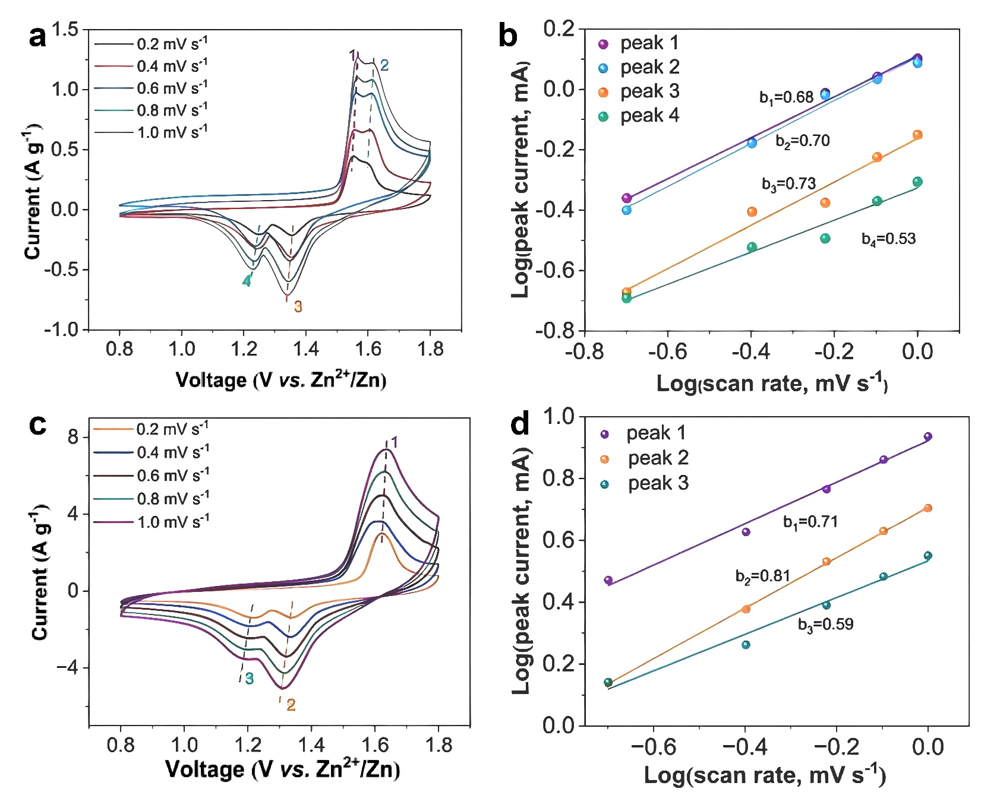 a
1.5
1.0
0.5
0.0
-0.5
-1.0
Current (A g⁻¹)
0.2 mV s⁻¹
0.4 mV s⁻¹
0.6 mV s⁻¹
0.8 mV s⁻¹
1.0 mV s⁻¹
1
2
4
3
0.8 1.0 1.2 1.4 1.6 1.8
Voltage (V vs. Zn²⁺/Zn)
b
0.2
0.0
-0.2
-0.4
-0.6
-0.8
Log(peak current, mA)
peak 1
peak 2
peak 3
peak 4
b₁=0.68
b₂=0.70
b₃=0.73
b₄=0.53
-0.8 -0.6 -0.4 -0.2 0.0
Log(scan rate, mV s⁻¹)
c
8
4
0
−4
Current (A g⁻¹)
0.2 mV s⁻¹
0.4 mV s⁻¹
0.6 mV s⁻¹
0.8 mV s⁻¹
1.0 mV s⁻¹
1
3
2
0.8 1.0 1.2 1.4 1.6 1.8
Voltage (V vs. Zn²⁺/Zn)
d
1.0
0.8
0.6
0.4
0.2
0.0
Log(peak current, mA)
peak 1
peak 2
peak 3
b₁=0.71
b₂=0.81
b₃=0.59
−0.6 −0.4 −0.2 0.0
Log(scan rate, mV s⁻¹)